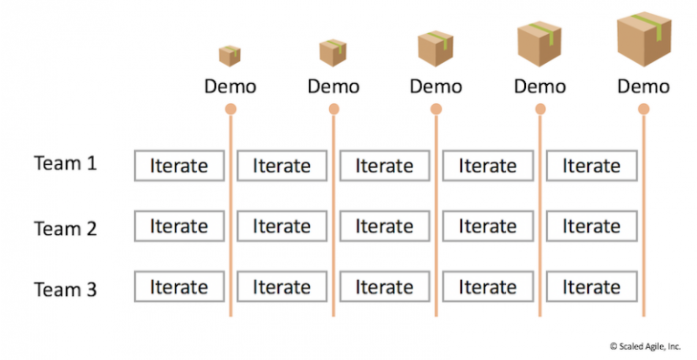 Demo Demo Demo Demo Demo
Team 1 Iterate Iterate Iterate Iterate Iterate
Team 2 Iterate Iterate Iterate Iterate Iterate
Team 3 Iterate Iterate Iterate Iterate Iterate
© Scaled Agile, Inc.